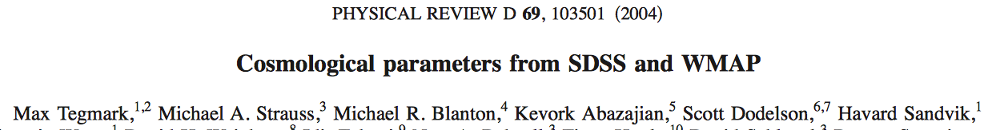 PHYSICAL REVIEW D 69, 103501 (2004)
Cosmological parameters from SDSS and WMAP
Max Tegmark,1,2 Michael A. Strauss,3 Michael R. Blanton,4 Kevork Abazajian,5 Scott Dodelson,6,7 Havard Sandvik,1